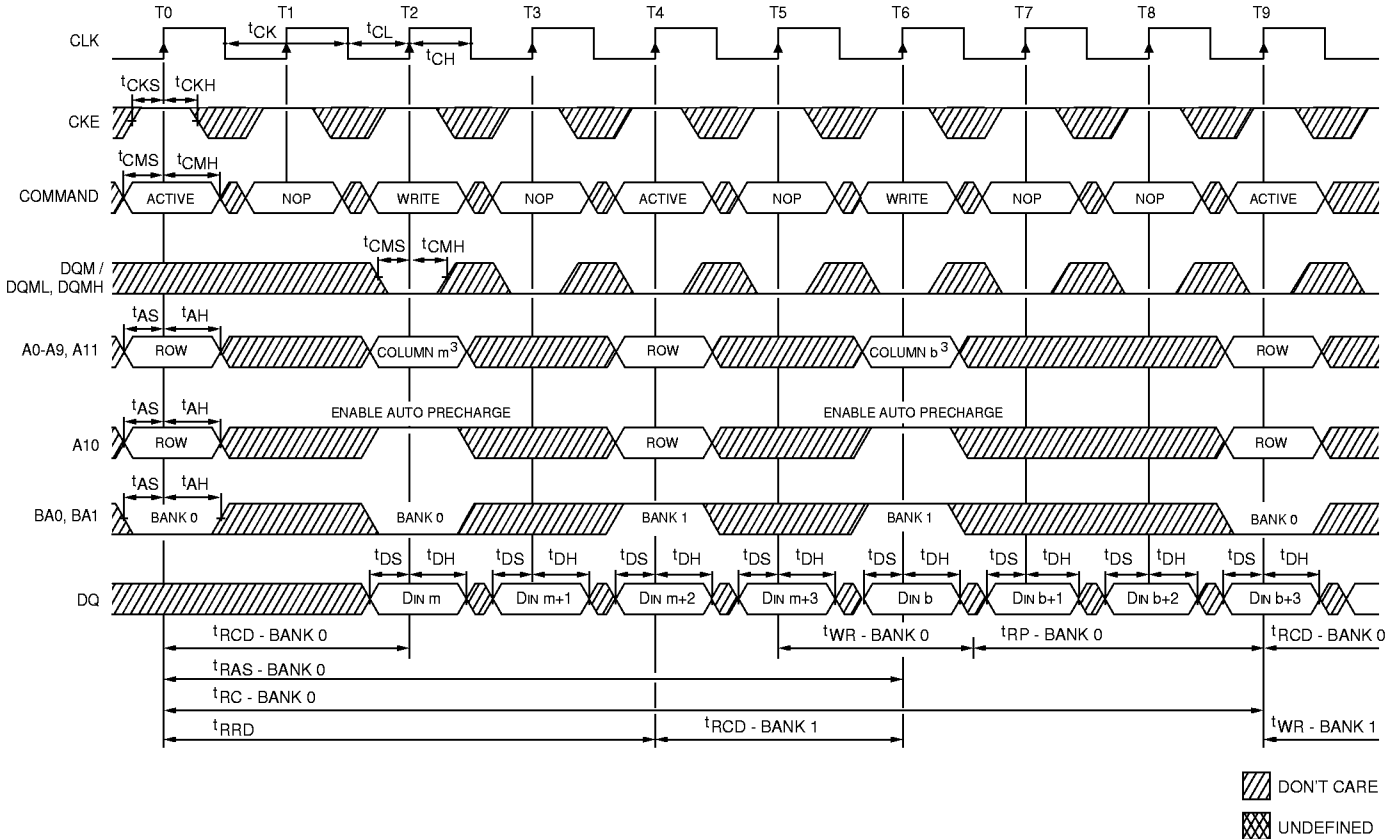 T0 T1 T2 T3 T4 T5 T6 T7 T8 T9
CLK tCK tCL tCH
tCKS tCKH
CKE
tCMS tCMH
COMMAND ACTIVE NOP WRITE NOP ACTIVE NOP WRITE NOP NOP ACTIVE
tCMS tCMH
DQM /
DQML, DQMH
tAS tAH
A0-A9, A11 ROW COLUMN m3 ROW COLUMN b3 ROW
tAS tAH ENABLE AUTO PRECHARGE ENABLE AUTO PRECHARGE
A10 ROW ROW ROW
tAS tAH
BA0, BA1 BANK 0 BANK 0 BANK 1 BANK 1 BANK 0
tDS tDH tDS tDH tDS tDH tDS tDH tDS tDH tDS tDH tDS tDH tDS tDH
DQ DIN m DIN m+1 DIN m+2 DIN m+3 DIN b DIN b+1 DIN b+2 DIN b+3
tRCD - BANK 0 tWR - BANK 0 tRP - BANK 0 tRCD - BANK 0
tRAS - BANK 0
tRC - BANK 0
tRRD tRCD - BANK 1 tWR - BANK 1
DON'T CARE
UNDEFINED